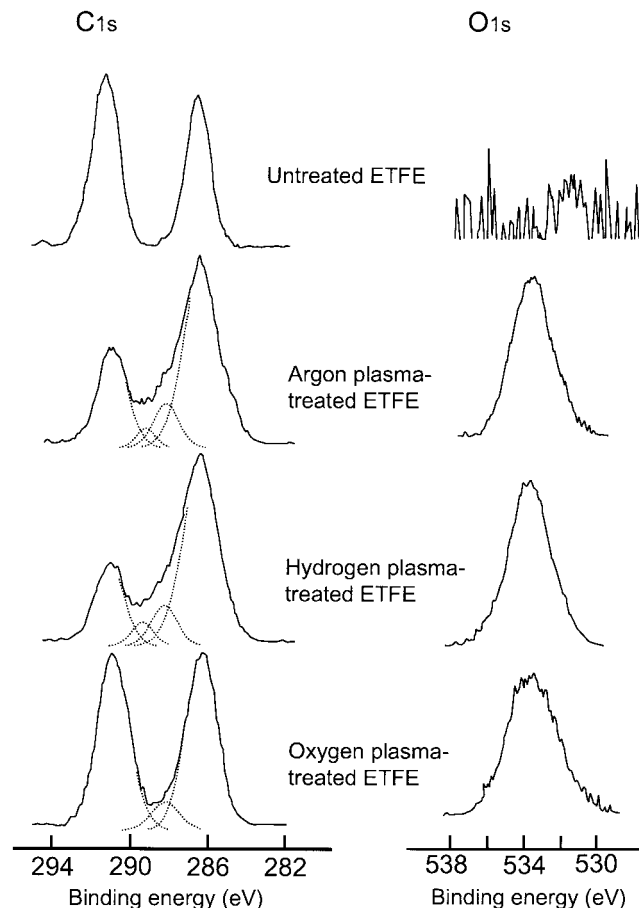 C1s
O1s
Untreated ETFE
Argon plasma-
treated ETFE
Hydrogen plasma-
treated ETFE
Oxygen plasma-
treated ETFE
294 290 286 282
538 534 530
Binding energy (eV)
Binding energy (eV)